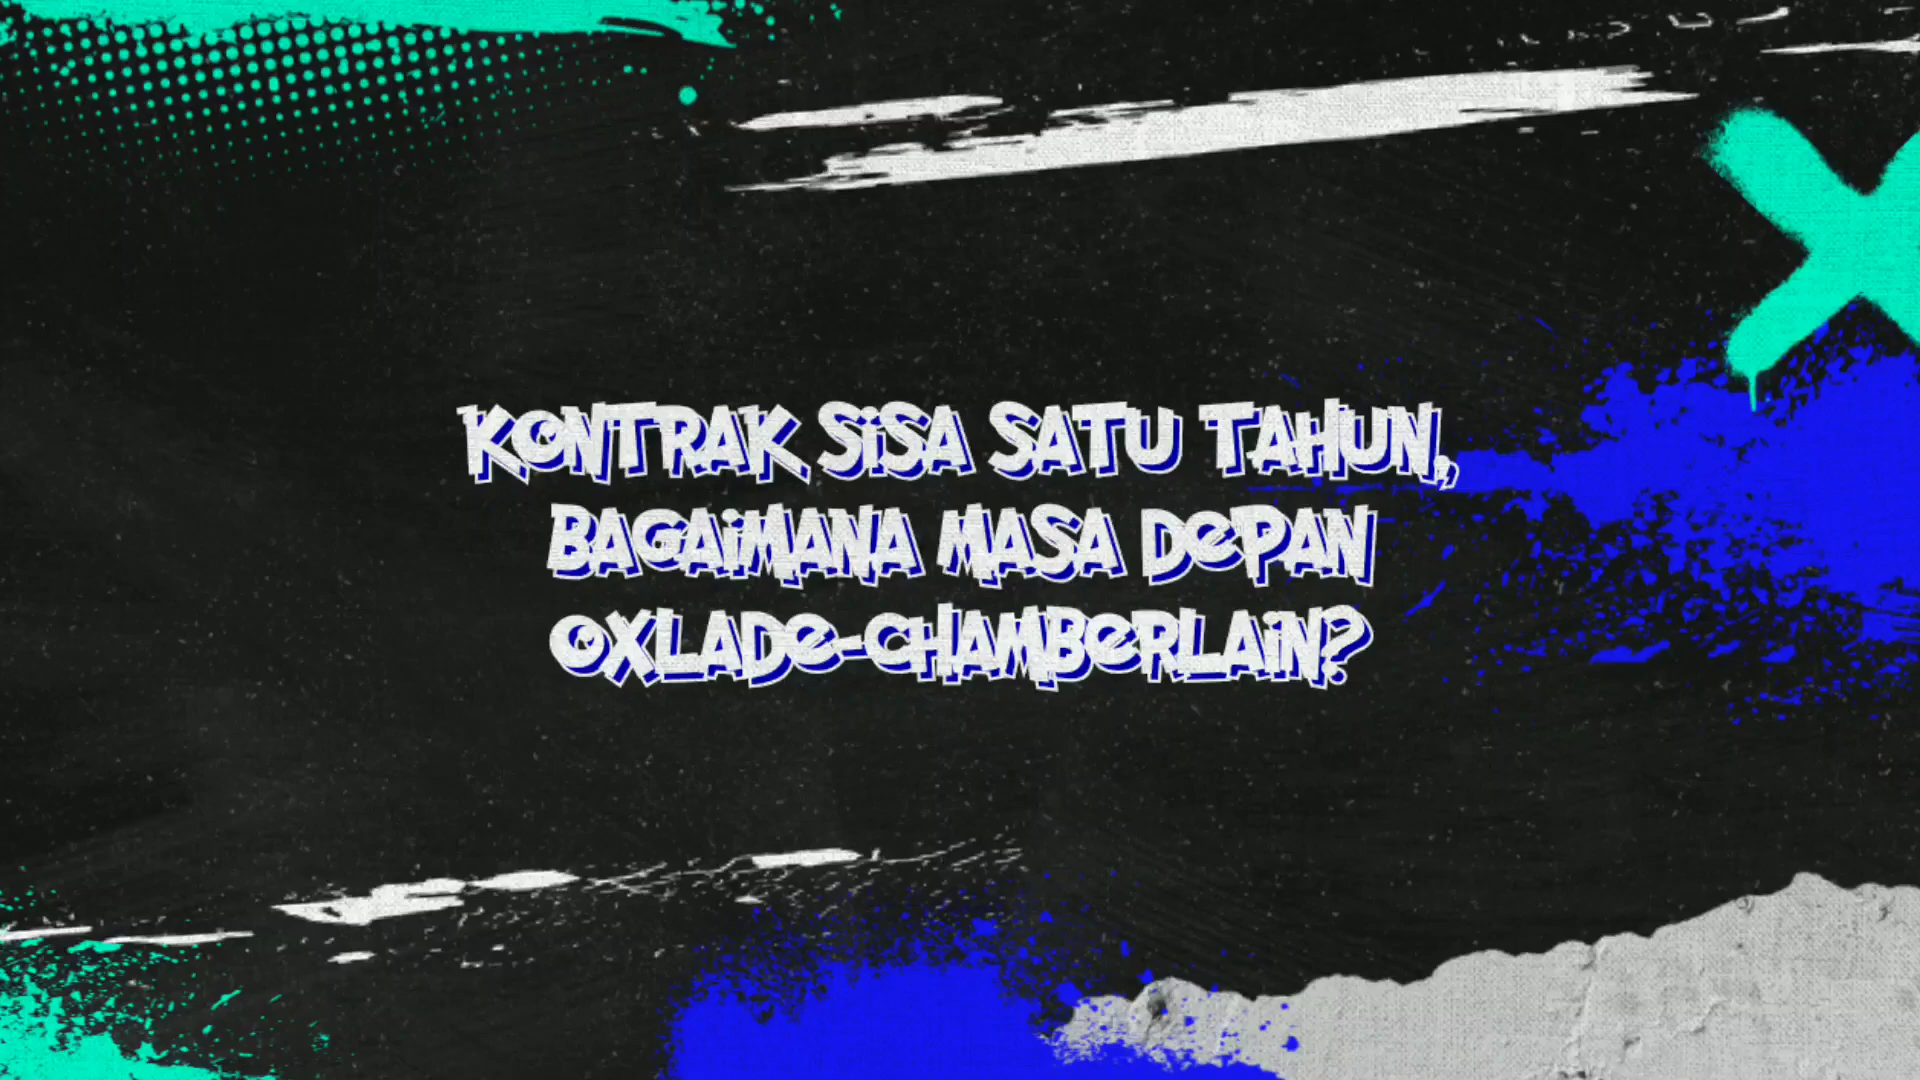 KONTRAK SiSA SATU TAHUN,
BAGAiMANA MASA DePAN
OXLADe-CHAMBeRLAiN?